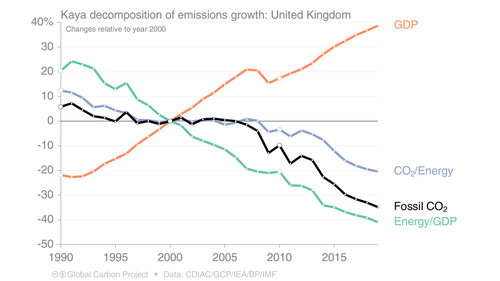 Kaya decomposition of emissions growth: United Kingdom
Changes relative to year 2000
40%
30
20
10
0
-10
-20
-30
-40
-50
GDP
CO₂/Energy
Fossil CO₂
Energy/GDP
1990 1995 2000 2005 2010 2015
Global Carbon Project • Data: CDIAC/GCP/IEA/BP/IMF